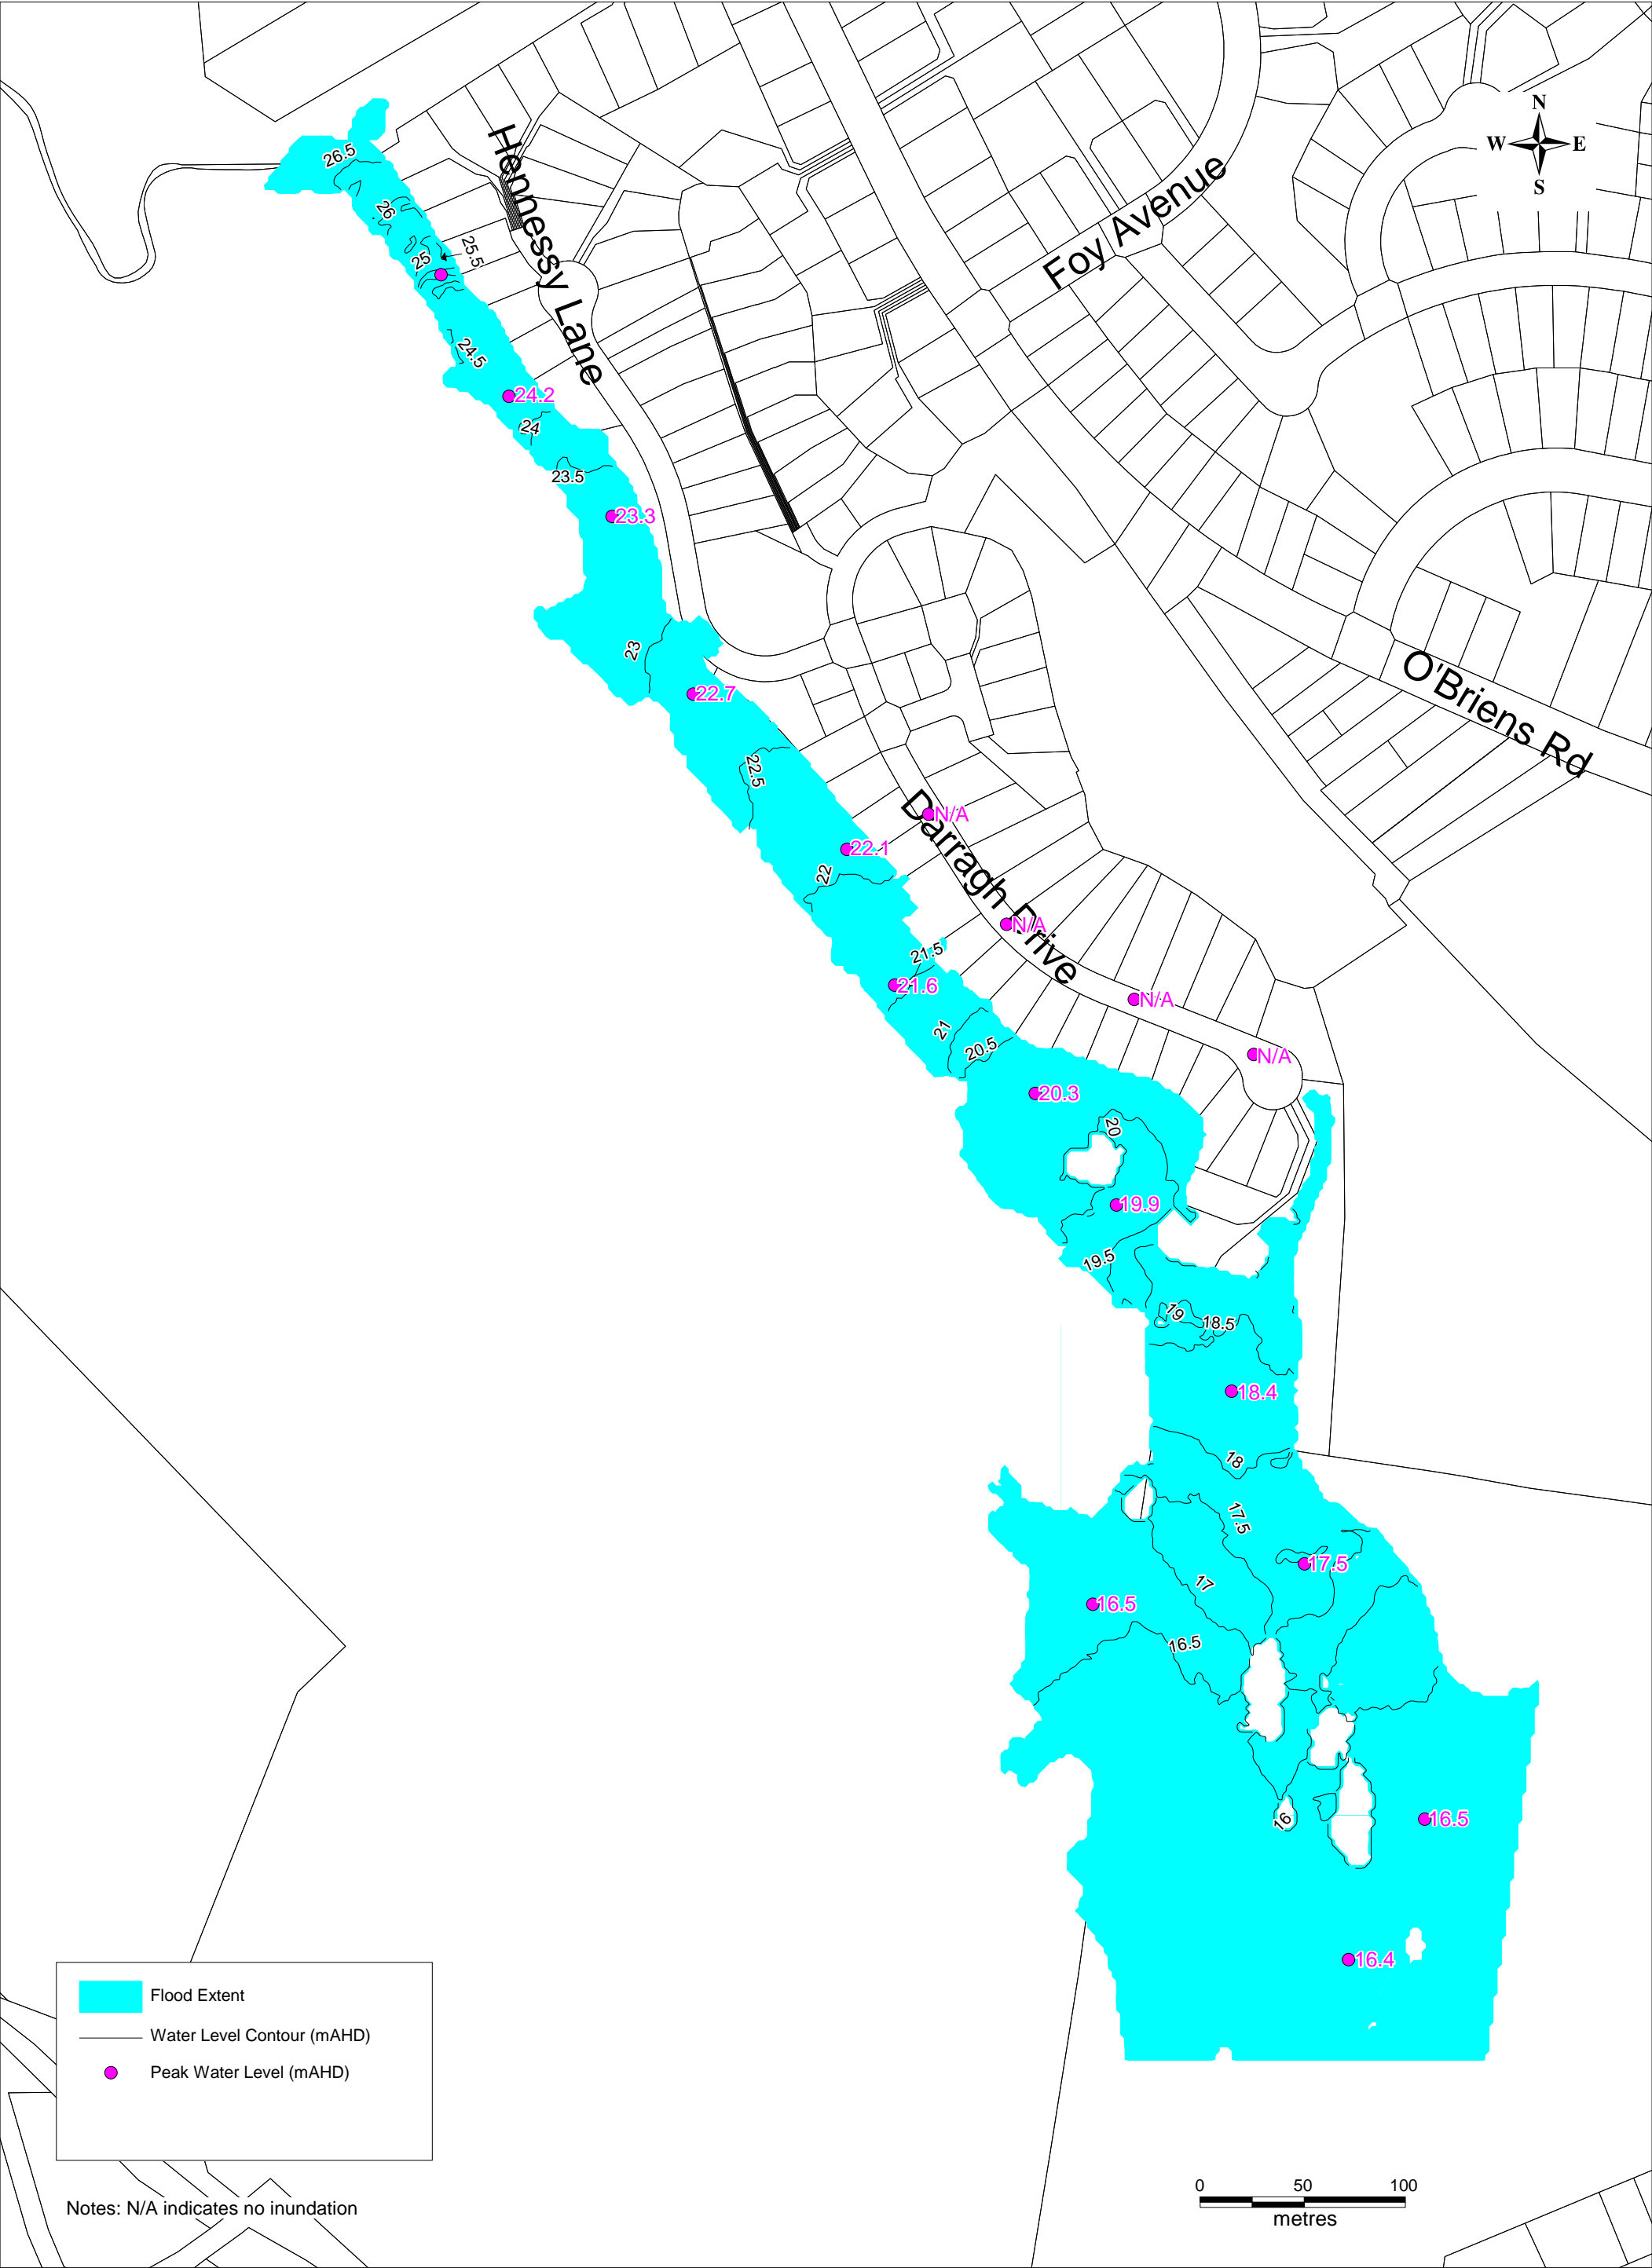 N
W E
S
Hennessy Lane
Foy Avenue
O'Briens Rd
Darragh Drive
26.5
26
25.5
25
24.5
24.2
24
23.5
23.3
23
22.7
22.5
N/A
22.1
22
N/A
21.5
21.6
N/A
21
20.5
N/A
20.3
20
19.9
19.5
19
18.5
18.4
18
17.5
17.5
17
16.5
16.5
16
16.5
16.4
Flood Extent
Water Level Contour (mAHD)
Peak Water Level (mAHD)
Notes: N/A indicates no inundation
0 50 100
metres